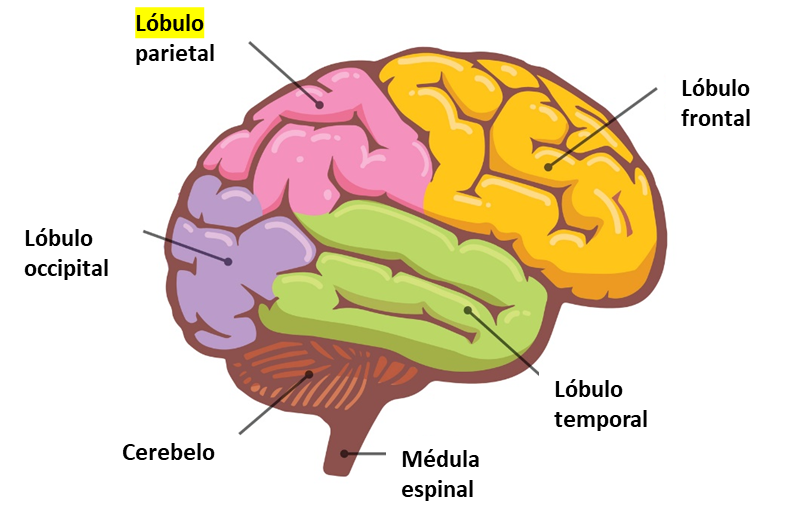 Lóbulo
parietal
Lóbulo
frontal
Lóbulo
occipital
Lóbulo
temporal
Cerebelo
Médula
espinal